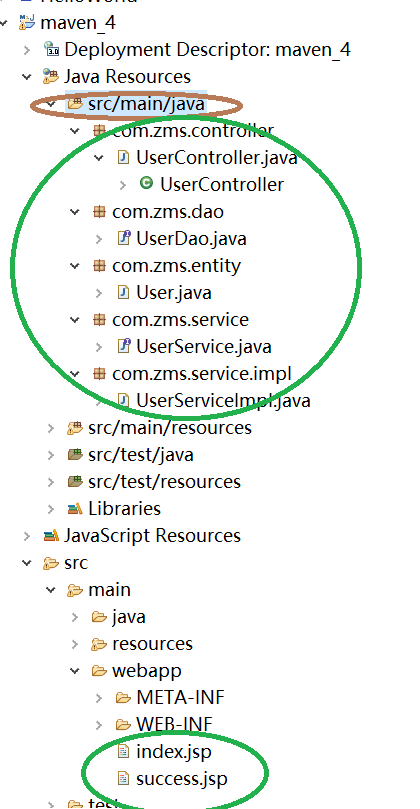 HelloWorld
maven_4
Deployment Descriptor: maven_4
Java Resources
src/main/java
com.zms.controller
UserController.java
UserController
com.zms.dao
UserDao.java
com.zms.entity
User.java
com.zms.service
UserService.java
com.zms.service.impl
UserServiceImpl.java
src/main/resources
src/test/java
src/test/resources
Libraries
JavaScript Resources
src
main
java
resources
webapp
META-INF
WEB-INF
index.jsp
success.jsp
test